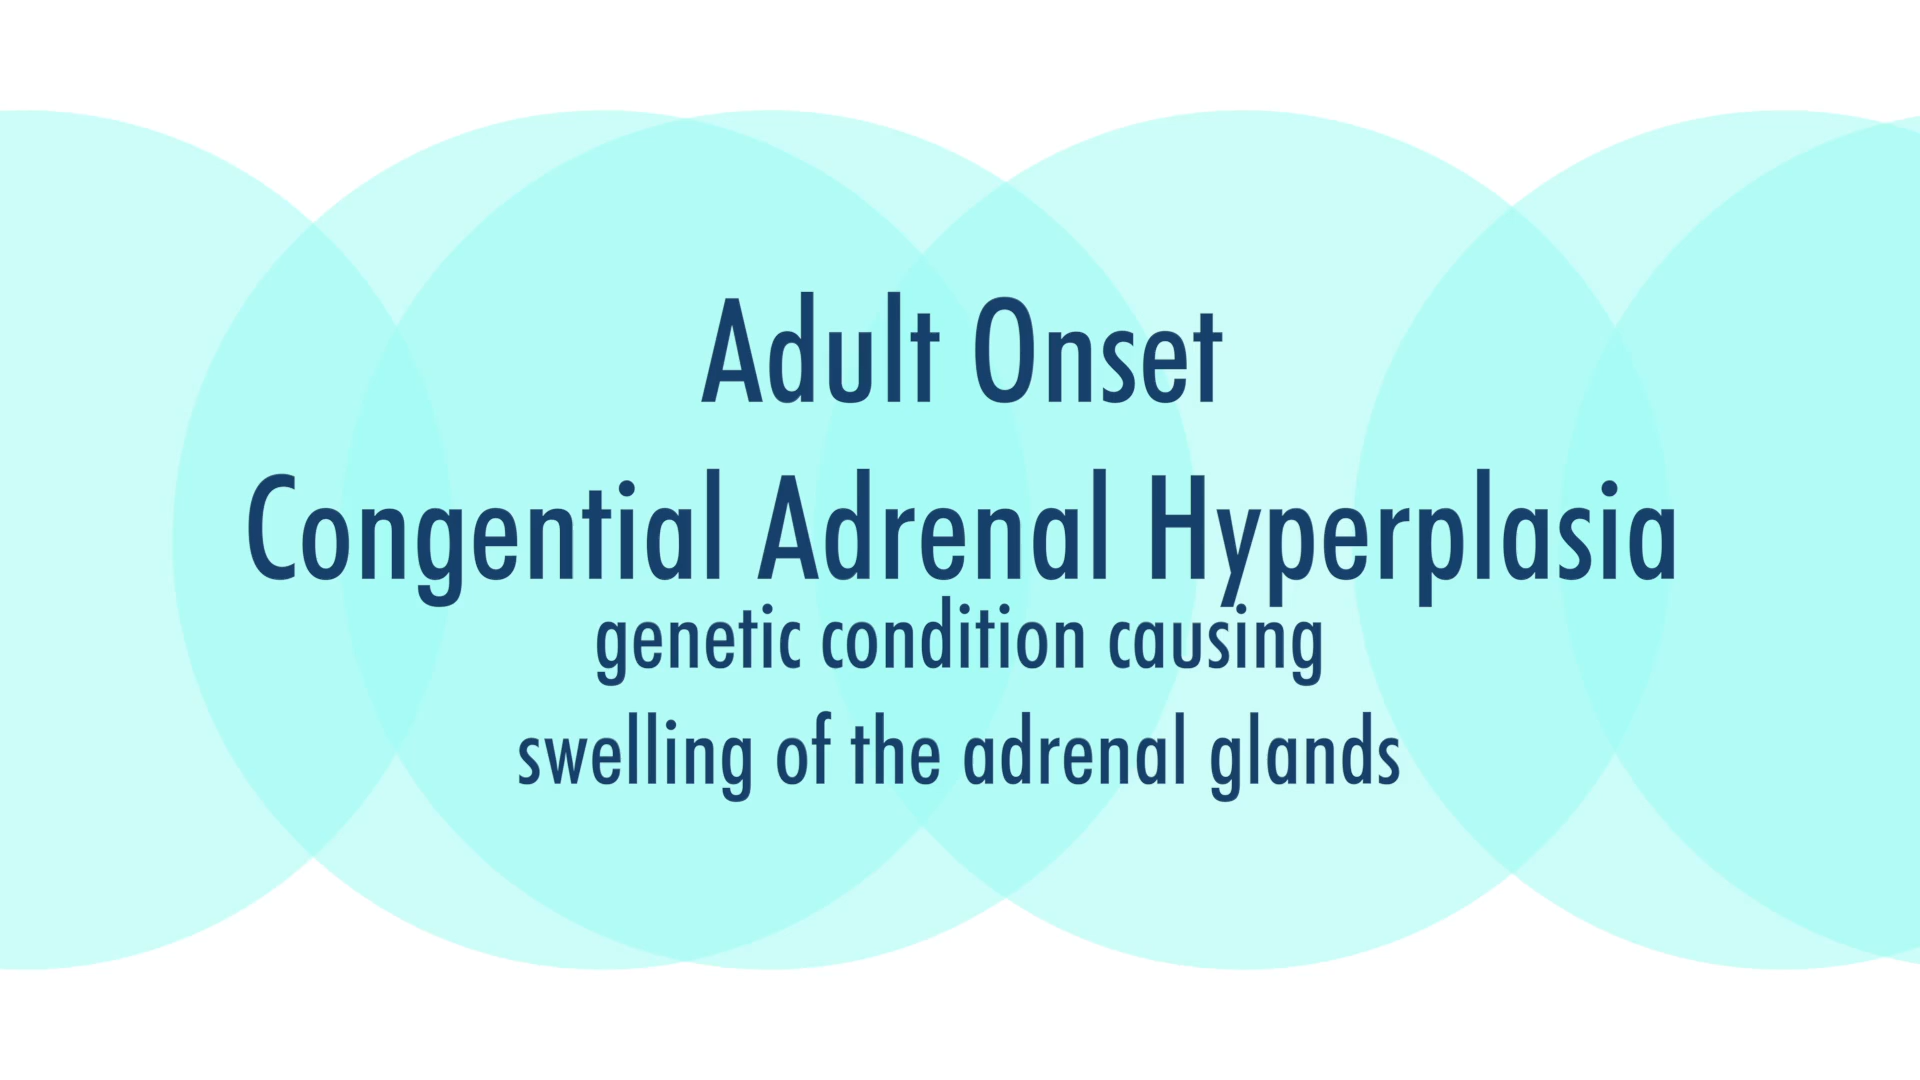 Adult Onset
Congential Adrenal Hyperplasia
genetic condition causing
swelling of the adrenal glands